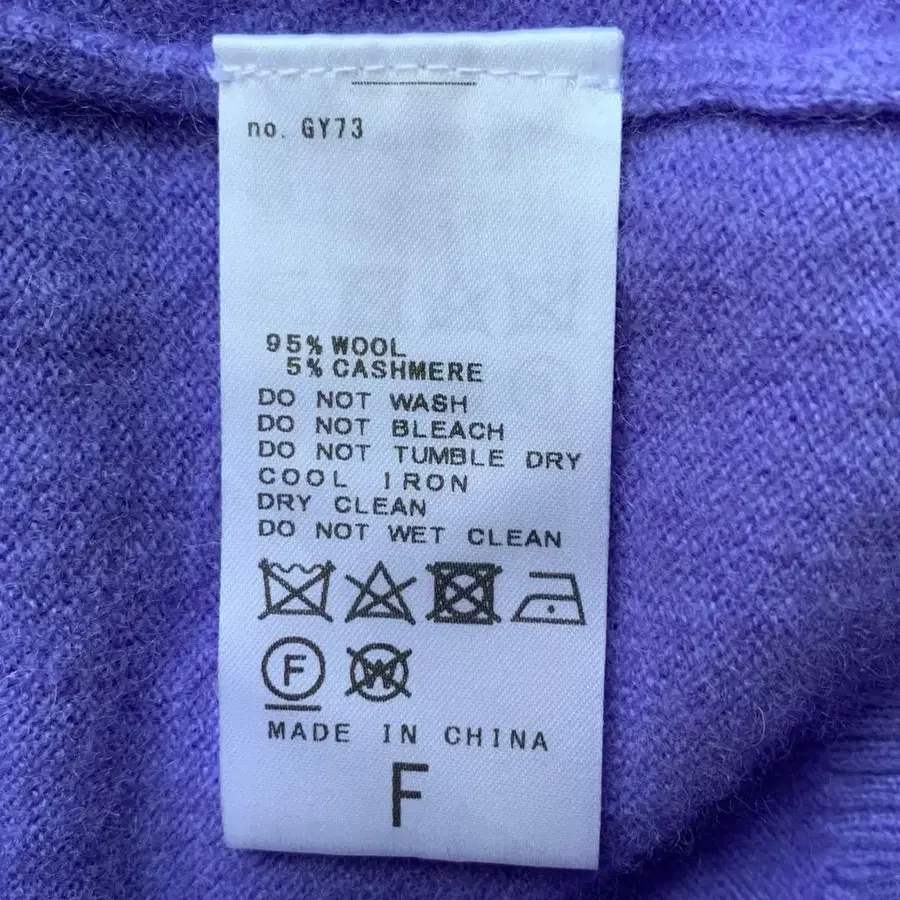 no. GY73
95% WOOL
5% CASHMERE
DO NOT WASH
DO NOT BLEACH
DO NOT TUMBLE DRY
COOL IRON
DRY CLEAN
DO NOT WET CLEAN
F W
MADE IN CHINA
F